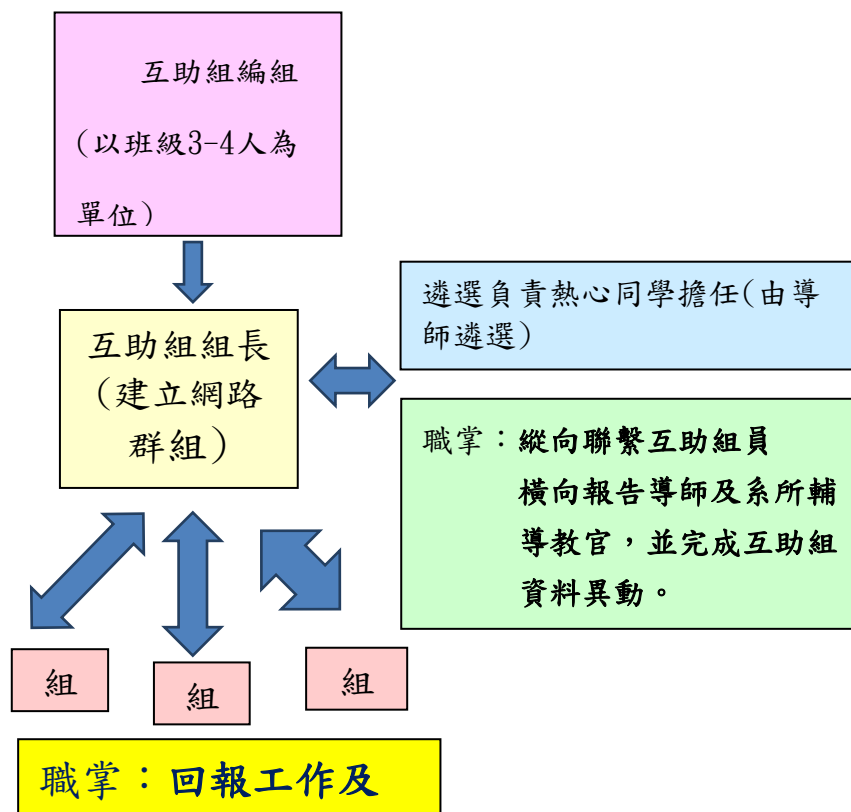 互助組編組
(以班級3-4人為
單位)
遴選負責熱心同學擔任(由導
師遴選)
互助組組長
(建立網路
群組)
職掌：縱向聯繫互助組員
橫向報告導師及系所輔
導教官，並完成互助組
資料異動。
組
組
組
職掌：回報工作及